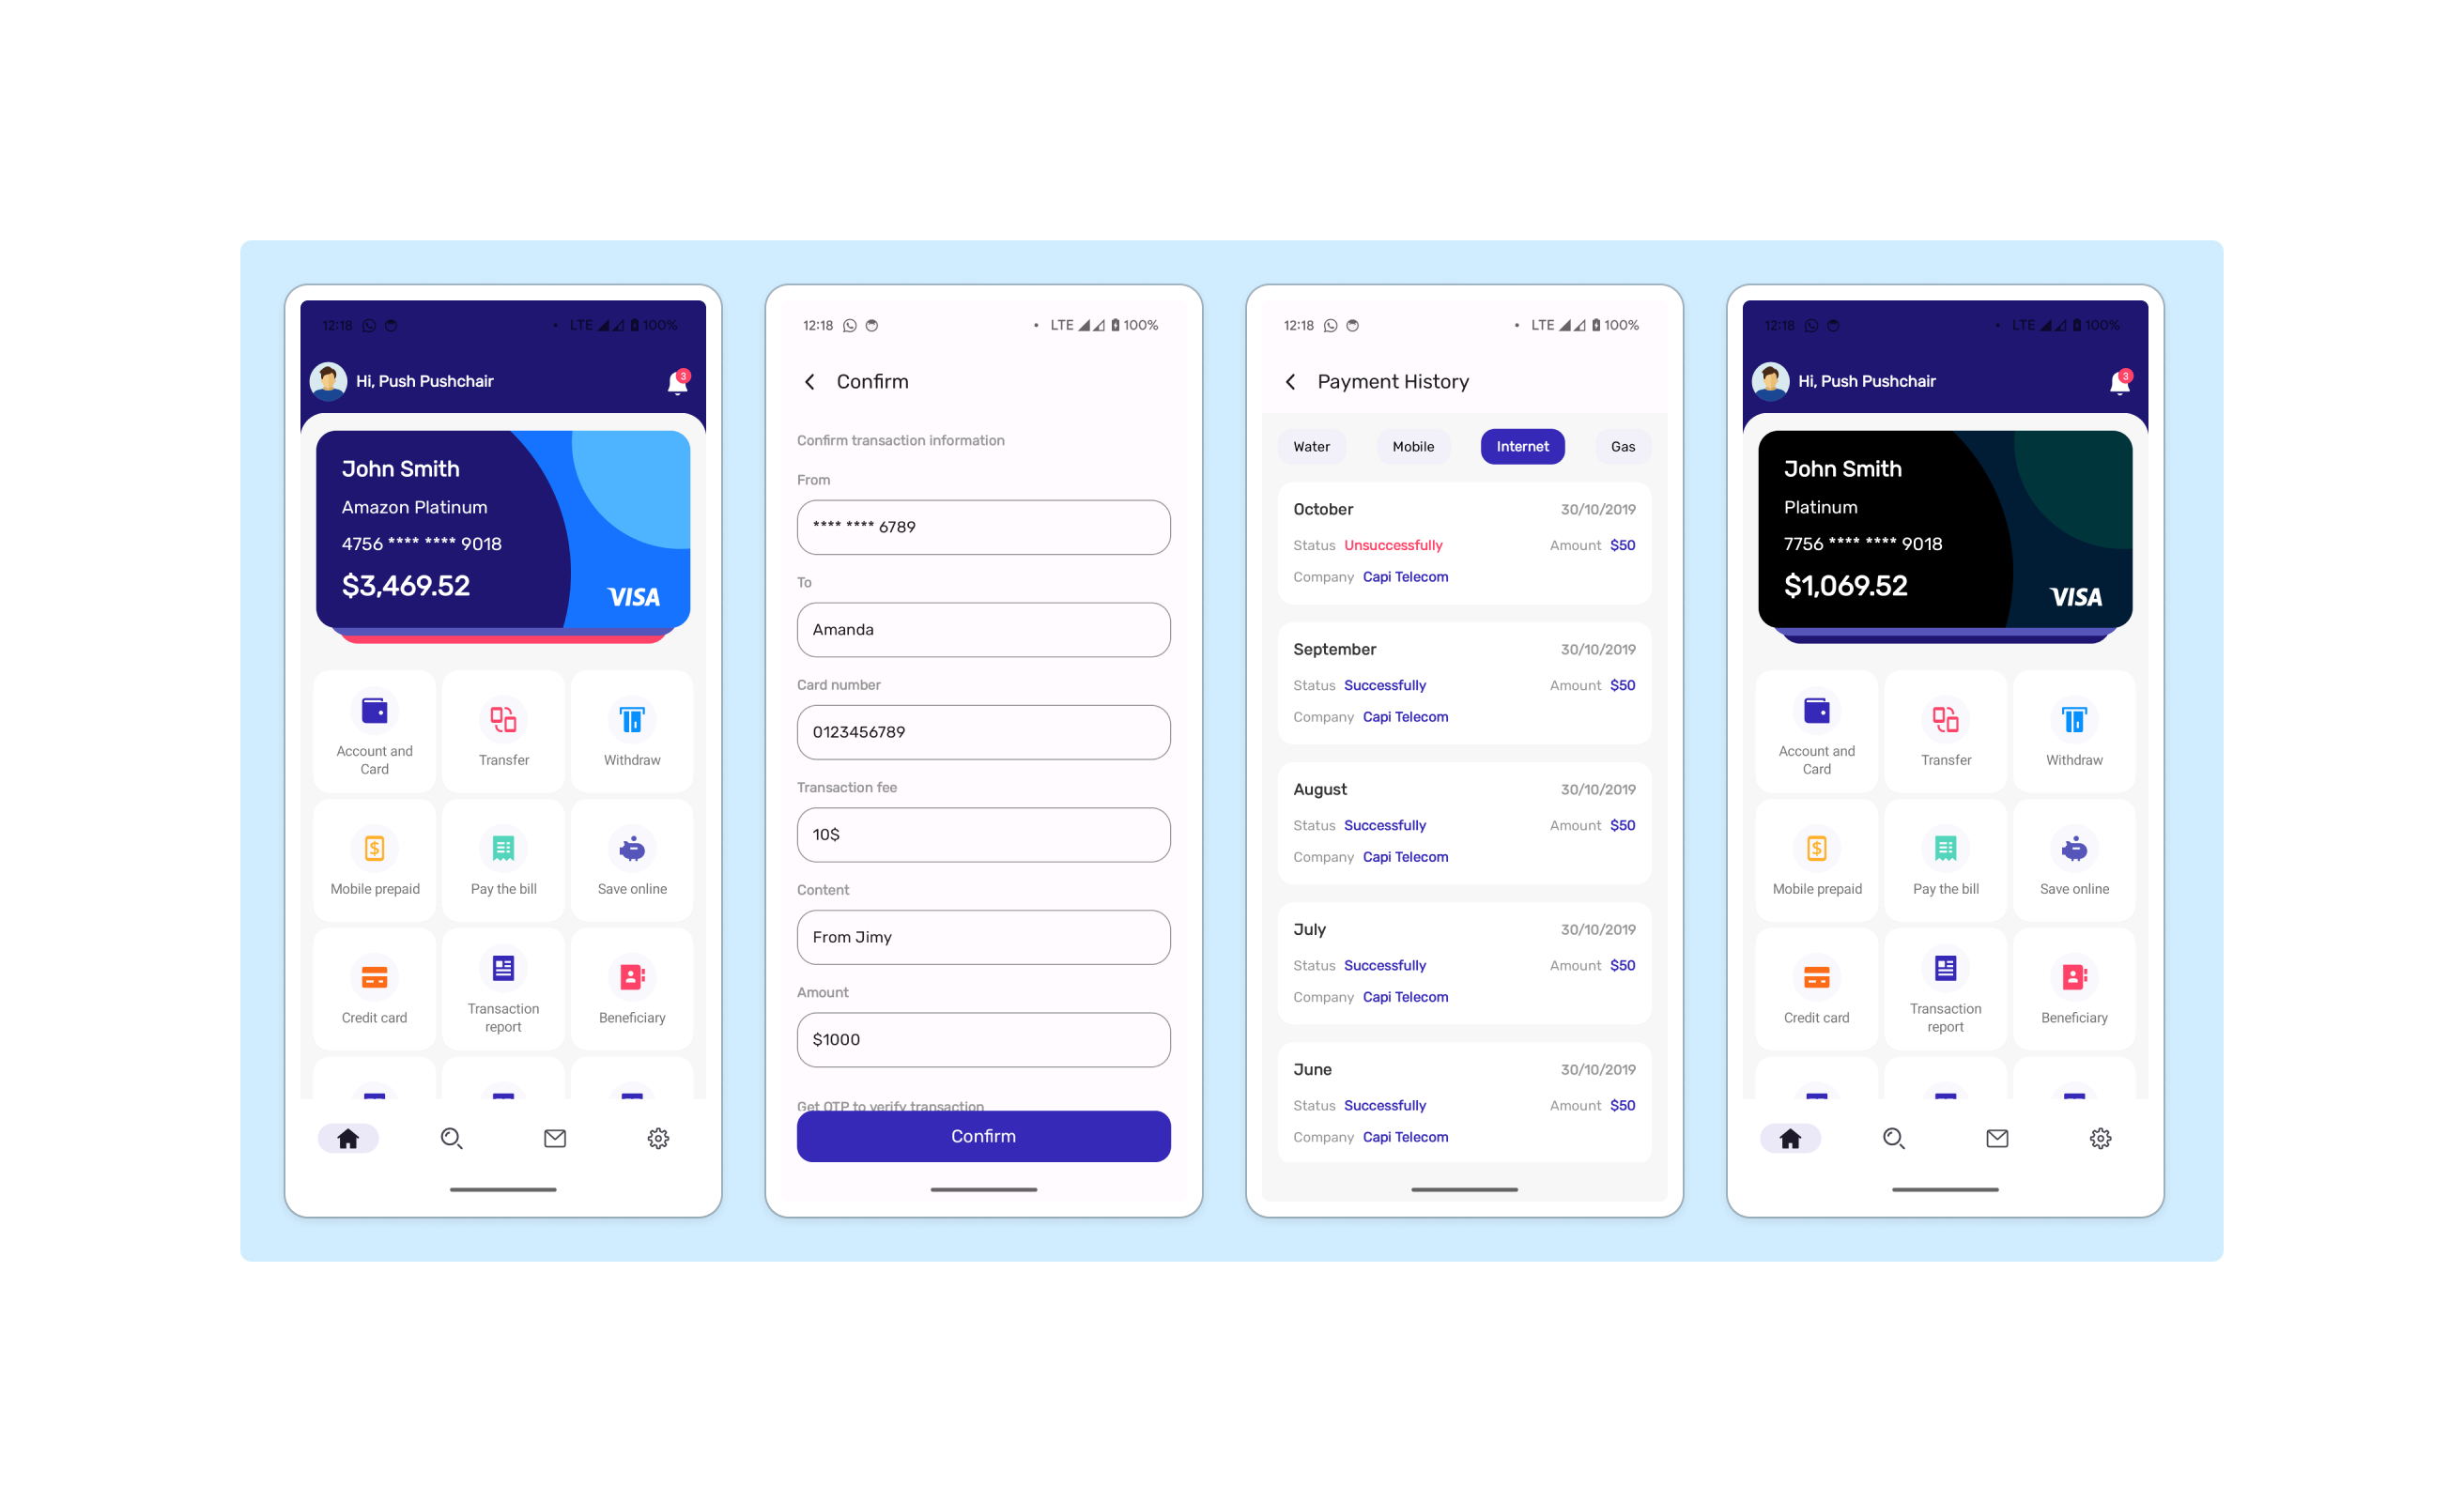 12:18 LTE 100%
Hi, Push Pushchair
3
John Smith
Amazon Platinum
4756 **** **** 9018
$3,469.52
VISA
Account and
Card
Transfer
Withdraw
Mobile prepaid
Pay the bill
Save online
Credit card
Transaction
report
Beneficiary
12:18 LTE 100%
Confirm
Confirm transaction information
From
**** **** 6789
To
Amanda
Card number
0123456789
Transaction fee
10$
Content
From Jimy
Amount
$1000
Get OTP to verify transaction
Confirm
12:18 LTE 100%
Payment History
Water Mobile Internet Gas
October 30/10/2019
Status Unsuccessfully Amount $50
Company Capi Telecom
September 30/10/2019
Status Successfully Amount $50
Company Capi Telecom
August 30/10/2019
Status Successfully Amount $50
Company Capi Telecom
July 30/10/2019
Status Successfully Amount $50
Company Capi Telecom
June 30/10/2019
Status Successfully Amount $50
Company Capi Telecom
12:18 LTE 100%
Hi, Push Pushchair
3
John Smith
Platinum
7756 **** **** 9018
$1,069.52
VISA
Account and
Card
Transfer
Withdraw
Mobile prepaid
Pay the bill
Save online
Credit card
Transaction
report
Beneficiary